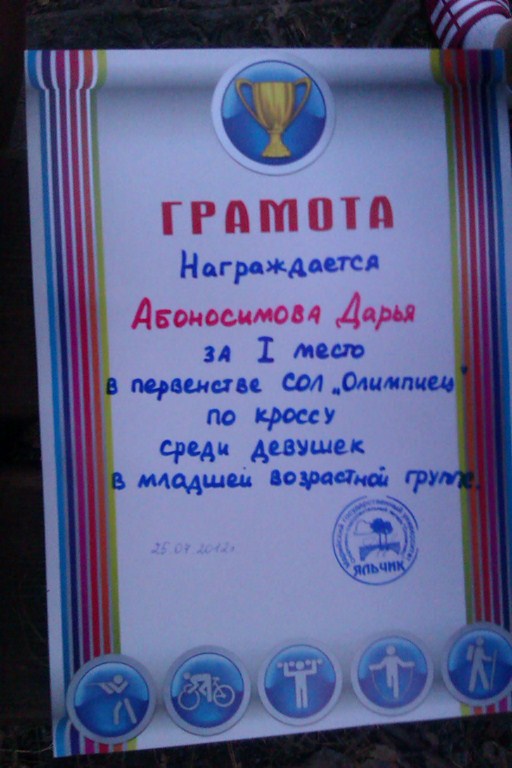 ГРАМОТА
Награждается
Абоносимова Дарья
за I место
в первенстве СОЛ „Олимпиец"
по кроссу
среди девушек
в младшей возрастной группе.
25.07.2012г
ЯЛЬЧИК